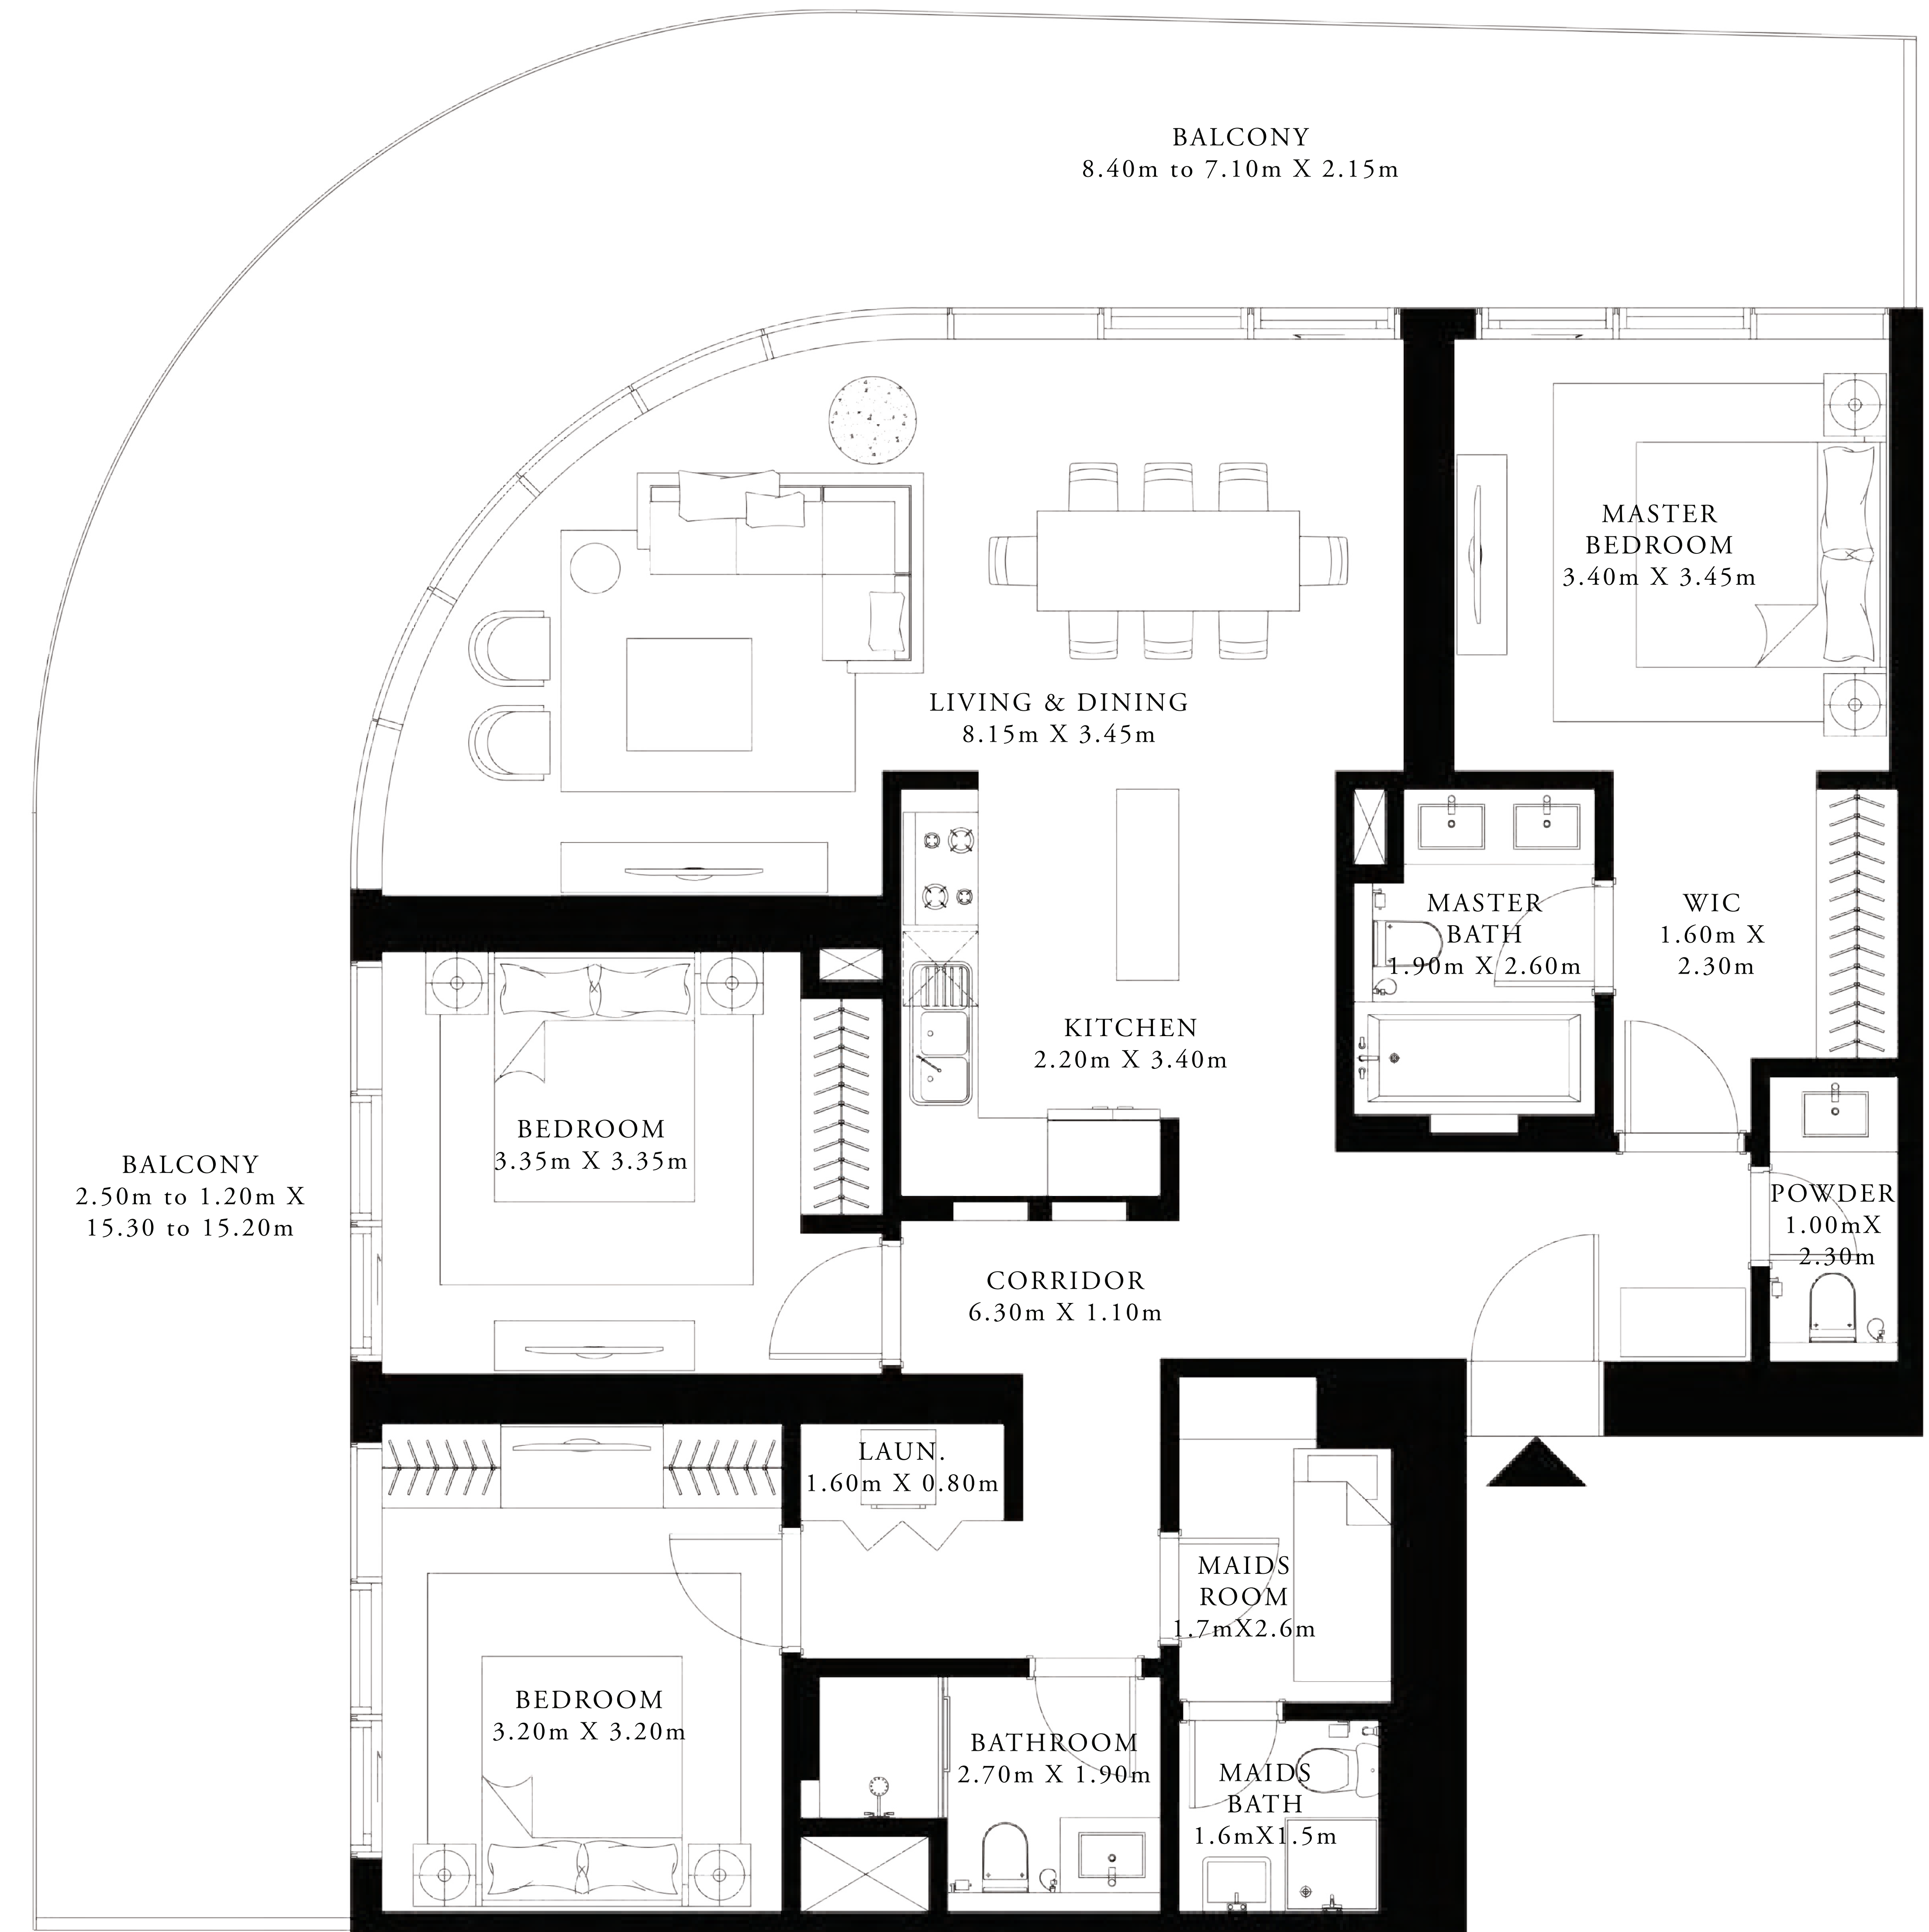 BALCONY
8.40m to 7.10m X 2.15m
MASTER
BEDROOM
3.40m X 3.45m
LIVING & DINING
8.15m X 3.45m
MASTER
BATH
1.90m X 2.60m
WIC
1.60m X
2.30m
KITCHEN
2.20m X 3.40m
BEDROOM
3.35m X 3.35m
BALCONY
2.50m to 1.20m X
15.30 to 15.20m
POWDER
1.00mX
2.30m
CORRIDOR
6.30m X 1.10m
LAUN.
1.60m X 0.80m
MAIDS
ROOM
1.7mX2.6m
BEDROOM
3.20m X 3.20m
BATHROOM
2.70m X 1.90m
MAIDS
BATH
1.6mX1.5m